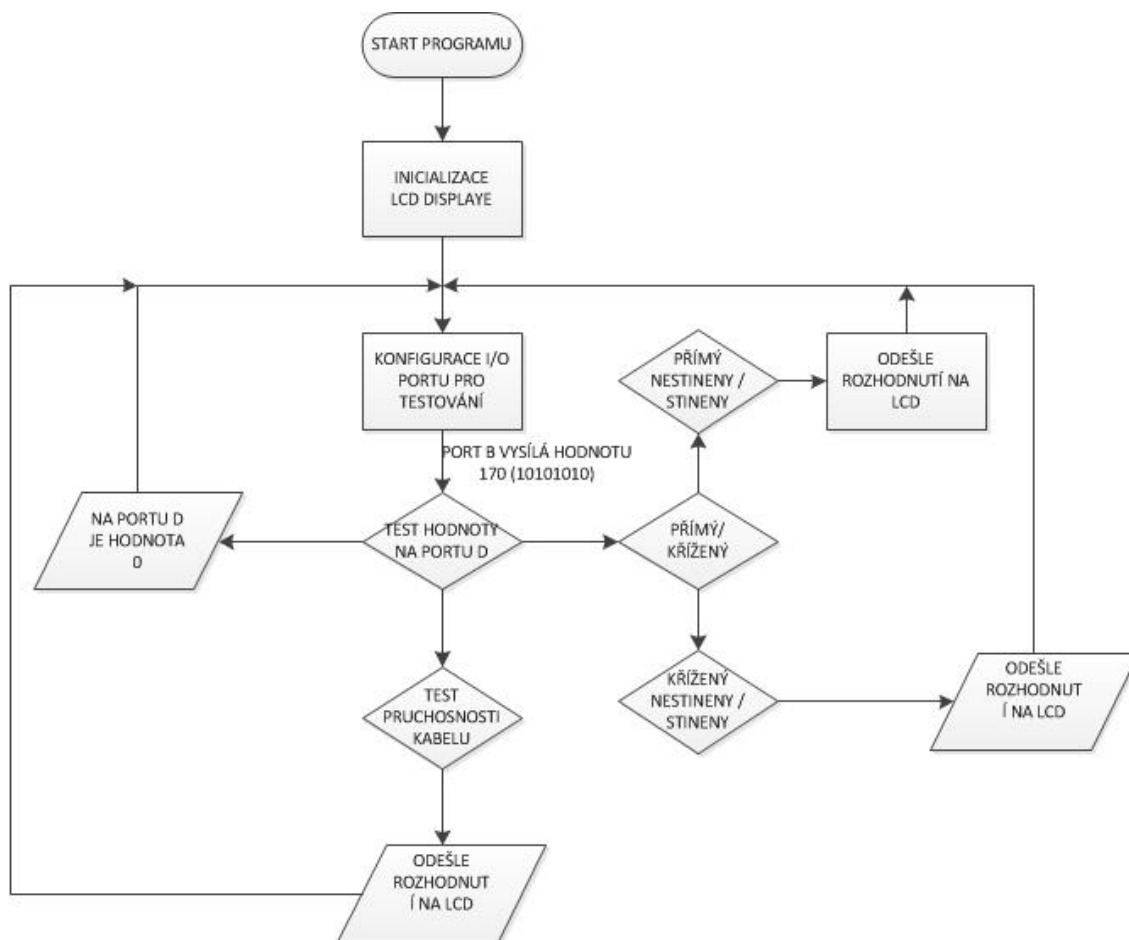 START PROGRAMU
INICIALIZACE
LCD DISPLAYE
KONFIGURACE I/O
PORTU PRO
TESTOVÁNÍ
PŘÍMÝ
NESTINENY /
STINENY
ODEŠLE
ROZHODNUTÍ NA
LCD
PORT B VYSÍLÁ HODNOTU
170 (10101010)
NA PORTU D
JE HODNOTA
0
TEST HODNOTY
NA PORTU D
PŘÍMÝ/
KŘÍŽENÝ
TEST
PRUCHOSNOSTI
KABELU
KŘÍŽENÝ
NESTINENY /
STINENY
ODEŠLE
ROZHODNUT
Í NA LCD
ODEŠLE
ROZHODNUT
Í NA LCD